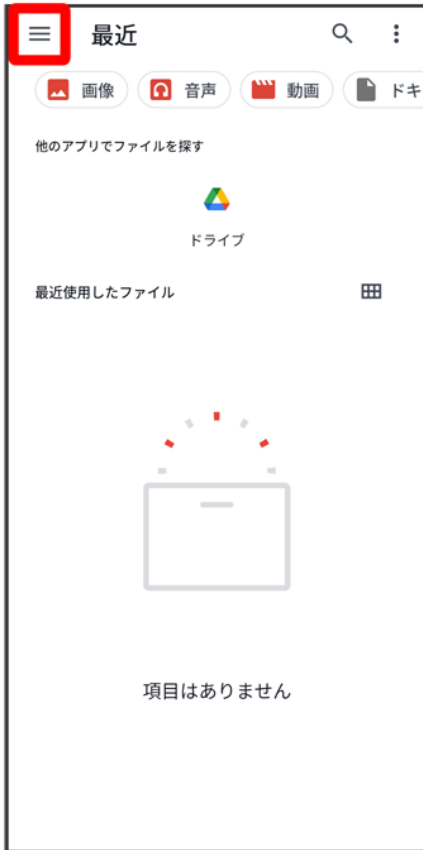 最近
画像 音声 動画 ドキ
他のアプリでファイルを探す
ドライブ
最近使用したファイル
項目はありません